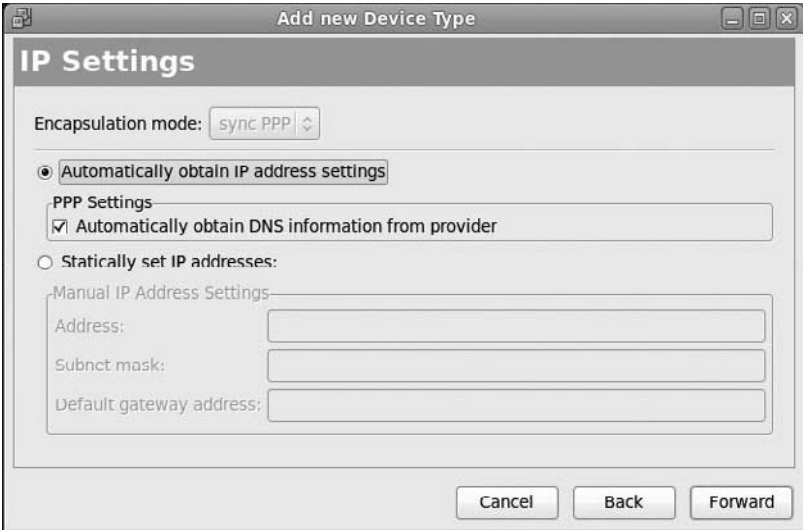 Add new Device Type
IP Settings
Encapsulation mode: sync PPP
Automatically obtain IP address settings
PPP Settings
Automatically obtain DNS information from provider
Statically set IP addresses:
Manual IP Address Settings
Address:
Subnet mask:
Default gateway address:
Cancel Back Forward